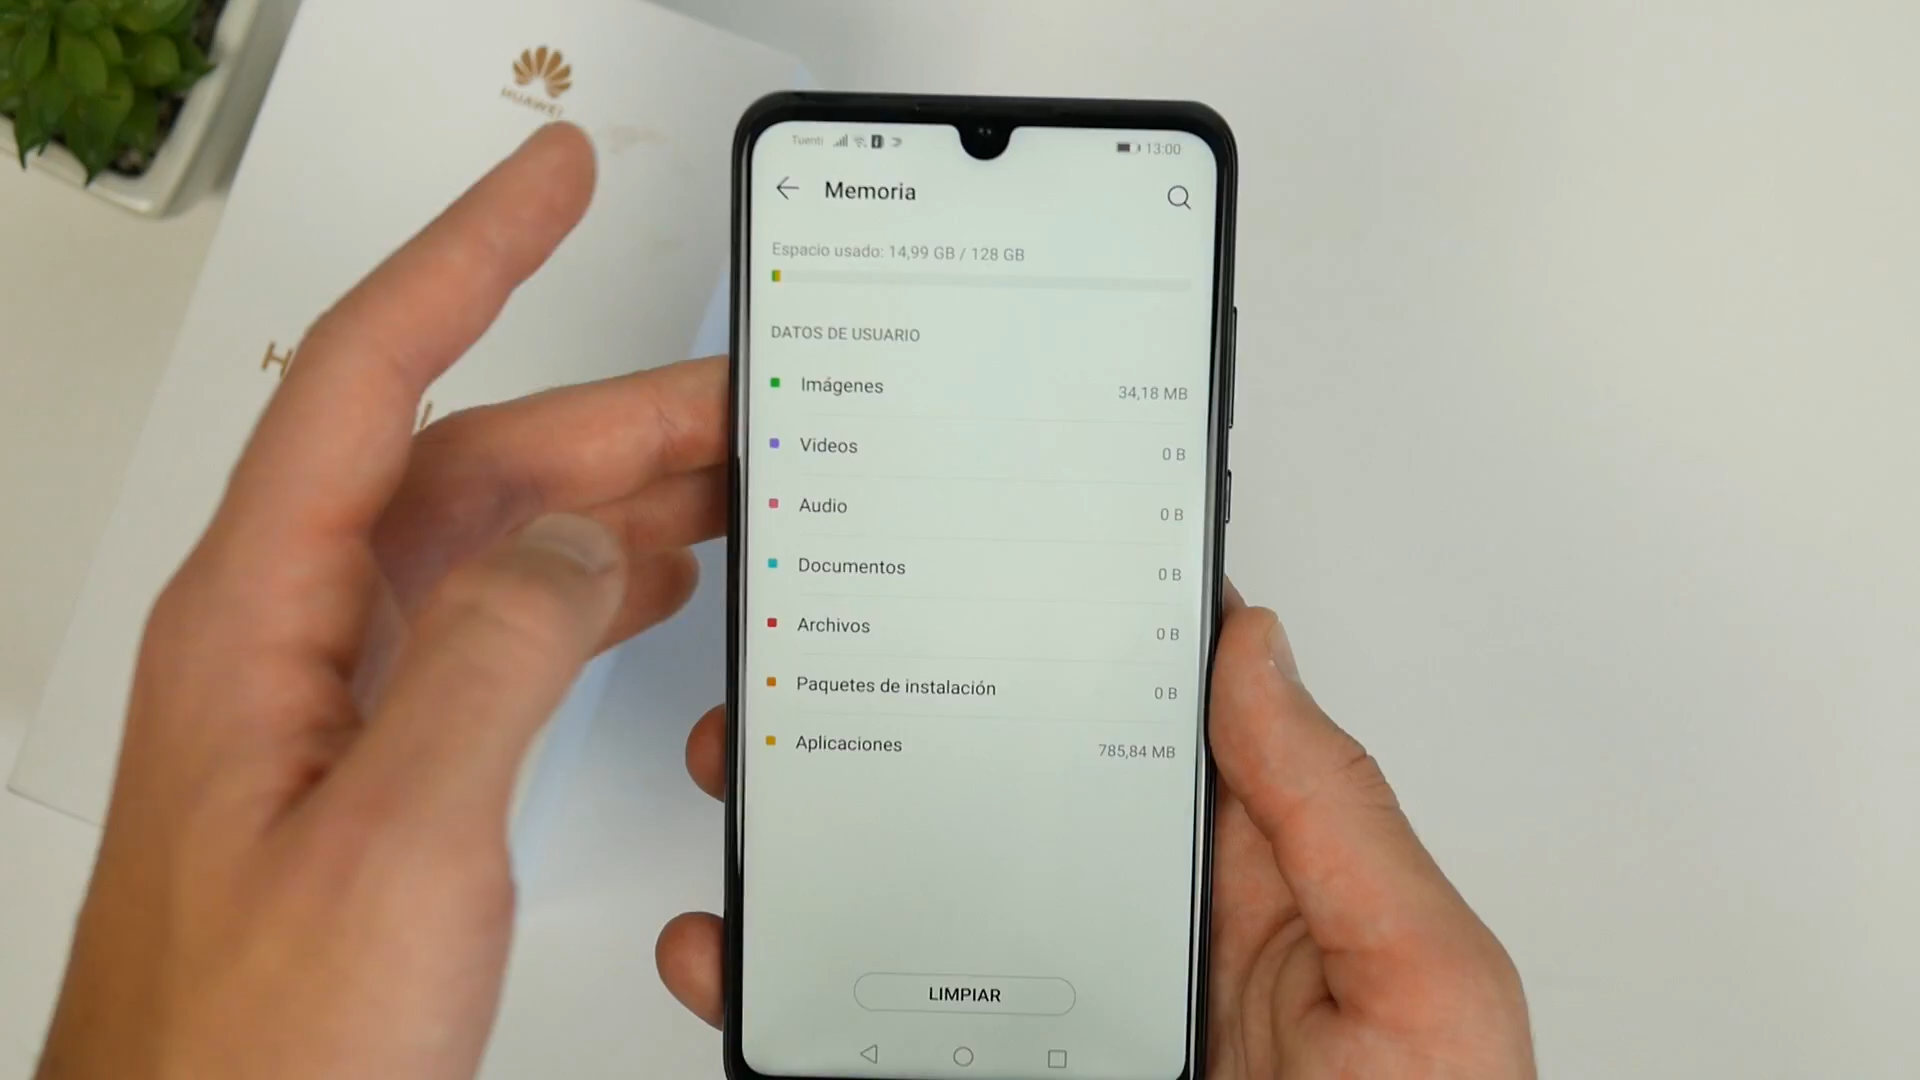 HUAWEI
Tuenti
13:00
Memoria
Espacio usado: 14,99 GB / 128 GB
DATOS DE USUARIO
Imágenes 34,18 MB
Videos 0 B
Audio 0 B
Documentos 0 B
Archivos 0 B
Paquetes de instalación 0 B
Aplicaciones 785,84 MB
LIMPIAR